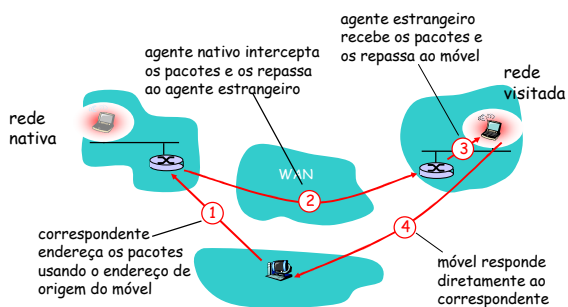 agente estrangeiro
recebe os pacotes e
os repassa ao móvel
agente nativo intercepta
os pacotes e os repassa
ao agente estrangeiro
rede
visitada
rede
nativa
WAN
3
2
1
4
correspondente
endereça os pacotes
usando o endereço de
origem do móvel
móvel responde
diretamente ao
correspondente